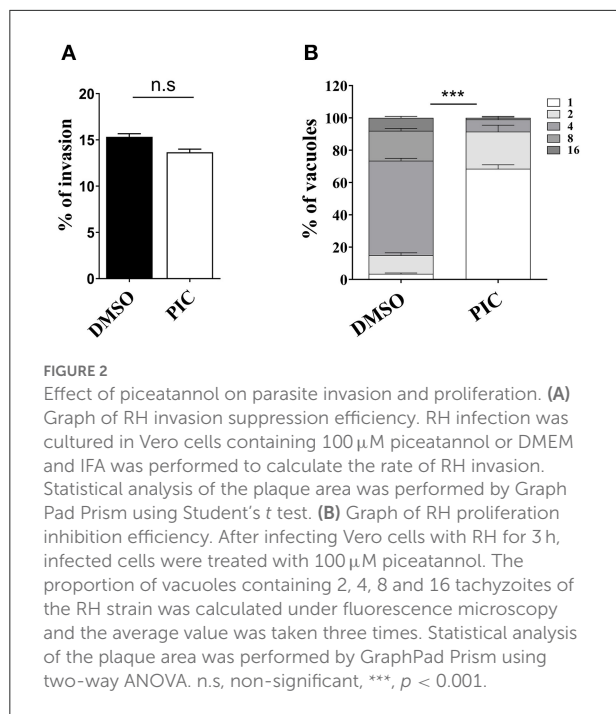 A
B
n.s
***
20
15
10
5
0
% of invasion
DMSO
PIC
120
100
80
60
40
20
0
% of vacuoles
DMSO
PIC
1
2
4
8
16
FIGURE 2
Effect of piceatannol on parasite invasion and proliferation. (A)
Graph of RH invasion suppression efficiency. RH infection was
cultured in Vero cells containing 100 μM piceatannol or DMEM
and IFA was performed to calculate the rate of RH invasion.
Statistical analysis of the plaque area was performed by Graph
Pad Prism using Student's t test. (B) Graph of RH proliferation
inhibition efficiency. After infecting Vero cells with RH for 3 h,
infected cells were treated with 100 μM piceatannol. The
proportion of vacuoles containing 2, 4, 8 and 16 tachyzoites of
the RH strain was calculated under fluorescence microscopy
and the average value was taken three times. Statistical analysis
of the plaque area was performed by GraphPad Prism using
two-way ANOVA. n.s, non-significant, ***, p < 0.001.